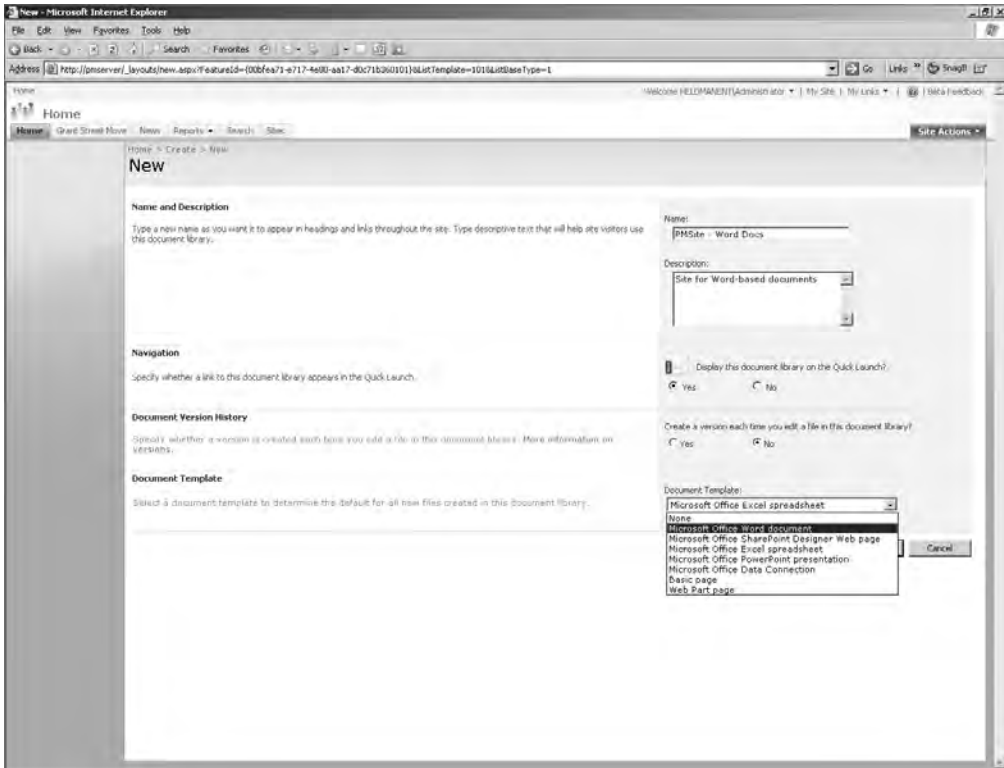 New - Microsoft Internet Explorer
File Edit View Favorites Tools Help
Back Search Favorites
Address http://pmserver/_layouts/new.aspx?FeatureId={00bfea71-e717-4e80-aa17-d0c71b360101}&ListTemplate=101&ListBaseType=1 Go Links » SnagIt
Home Welcome HELDMANENT\Administrator | My Site | My Links | Beta Feedback
Home
Home Grant Street Move News Reports Search Sites Site Actions
Home > Create > New
New
Name and Description
Type a new name as you want it to appear in headings and links throughout the site. Type descriptive text that will help site visitors use
this document library.
Name:
PMSite - Word Docs
Description:
Site for Word-based documents
Navigation
Specify whether a link to this document library appears in the Quick Launch.
Display this document library on the Quick Launch?
Yes No
Document Version History
Specify whether a version is created each time you edit a file in this document library. More information on
versions.
Create a version each time you edit a file in this document library?
Yes No
Document Template
Select a document template to determine the default for all new files created in this document library.
Document Template:
Microsoft Office Excel spreadsheet
None
Microsoft Office Word document
Microsoft Office SharePoint Designer Web page
Microsoft Office Excel spreadsheet
Microsoft Office PowerPoint presentation
Microsoft Office Data Connection
Basic page
Web Part page
Cancel